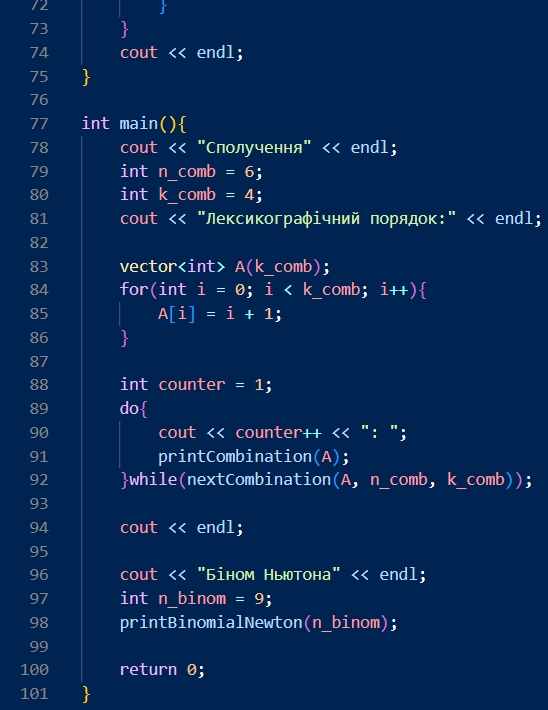 72            }
73        }
74        cout << endl;
75    }
76
77    int main(){
78        cout << "Сполучення" << endl;
79        int n_comb = 6;
80        int k_comb = 4;
81        cout << "Лексикографічний порядок:" << endl;
82
83        vector<int> A(k_comb);
84        for(int i = 0; i < k_comb; i++){
85            A[i] = i + 1;
86        }
87
88        int counter = 1;
89        do{
90            cout << counter++ << ": ";
91            printCombination(A);
92        }while(nextCombination(A, n_comb, k_comb));
93
94        cout << endl;
95
96        cout << "Біном Ньютона" << endl;
97        int n_binom = 9;
98        printBinomialNewton(n_binom);
99
100        return 0;
101    }